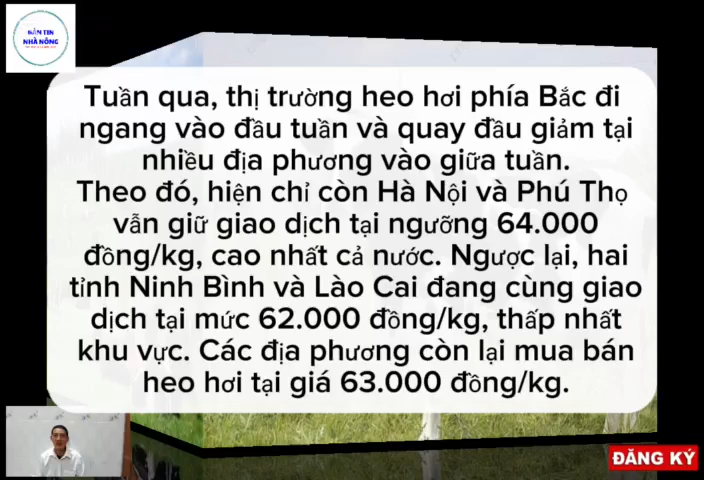 BẢN TIN
NHÀ NÔNG
Tuần qua, thị trường heo hơi phía Bắc đi
ngang vào đầu tuần và quay đầu giảm tại
nhiều địa phương vào giữa tuần.
Theo đó, hiện chỉ còn Hà Nội và Phú Thọ
vẫn giữ giao dịch tại ngưỡng 64.000
đồng/kg, cao nhất cả nước. Ngược lại, hai
tỉnh Ninh Bình và Lào Cai đang cùng giao
dịch tại mức 62.000 đồng/kg, thấp nhất
khu vực. Các địa phương còn lại mua bán
heo hơi tại giá 63.000 đồng/kg.
ĐĂNG KÝ